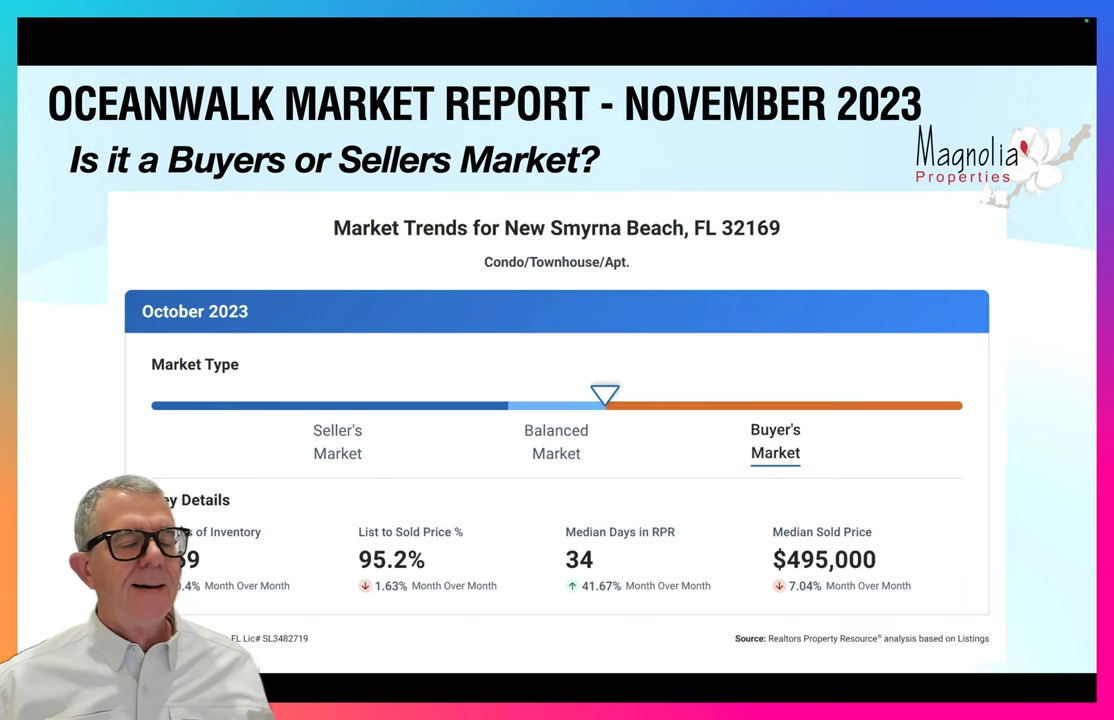 OCEANWALK MARKET REPORT - NOVEMBER 2023
Is it a Buyers or Sellers Market?
Magnolia
Properties
Market Trends for New Smyrna Beach, FL 32169
Condo/Townhouse/Apt.
October 2023
Market Type
Seller's
Market
Balanced
Market
Buyer's
Market
Details
of Inventory
List to Sold Price %
Median Days in RPR
Median Sold Price
95.2%
34
$495,000
Month Over Month
1.63% Month Over Month
41.67% Month Over Month
7.04% Month Over Month
FL Lic# SL3482719
Source: Realtors Property Resource® analysis based on Listings